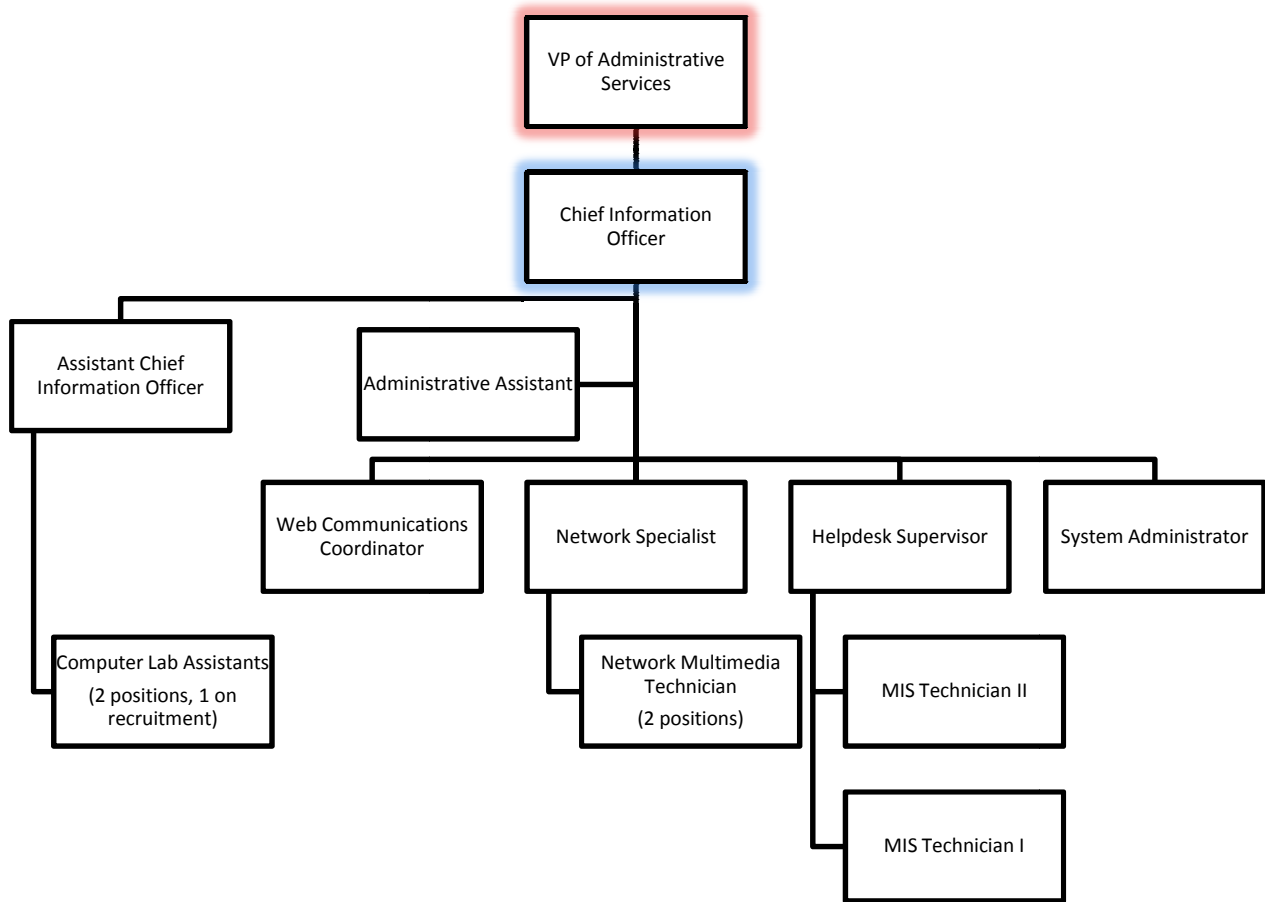 VP of Administrative
Services
Chief Information
Officer
Assistant Chief
Information Officer
Administrative Assistant
Web Communications
Coordinator
Network Specialist
Helpdesk Supervisor
System Administrator
Computer Lab Assistants
(2 positions, 1 on
recruitment)
Network Multimedia
Technician
(2 positions)
MIS Technician II
MIS Technician I